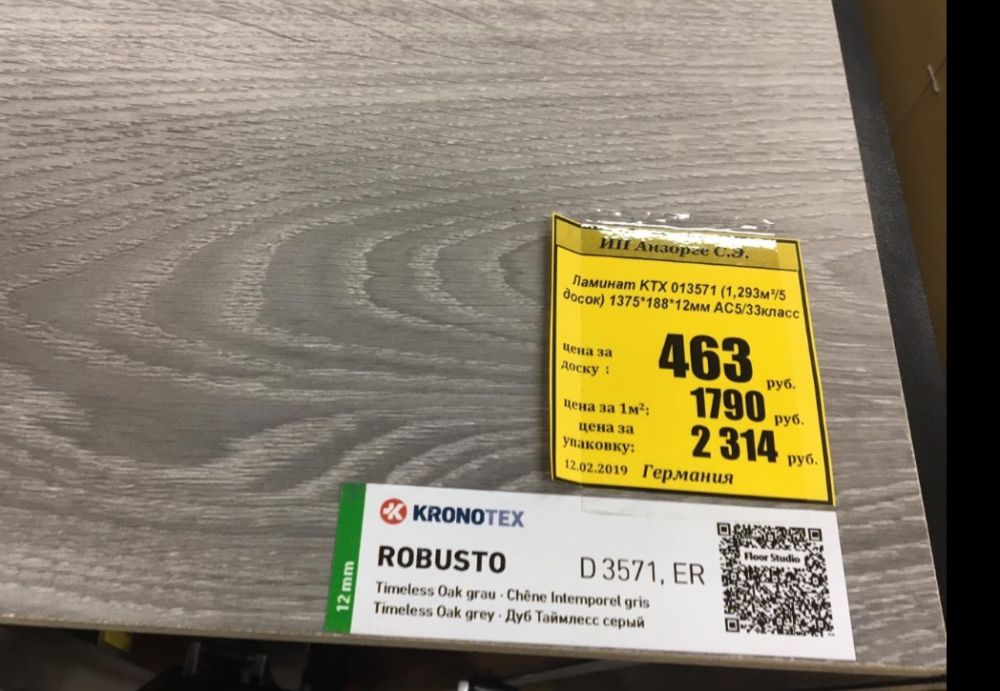 ИП Анзорге С.Э.
Ламинат KTX 013571 (1,293м²/5
досок) 1375*188*12мм AC5/33класс
цена за
доску : 463 руб.
цена за 1м²: 1790 руб.
цена за
упаковку: 2 314 руб.
12.02.2019 Германия
KRONOTEX
ROBUSTO D 3571, ER
Timeless Oak grau · Chêne Intemporel gris
Timeless Oak grey · Дуб Таймлесс серый
12 mm
Floor Studio